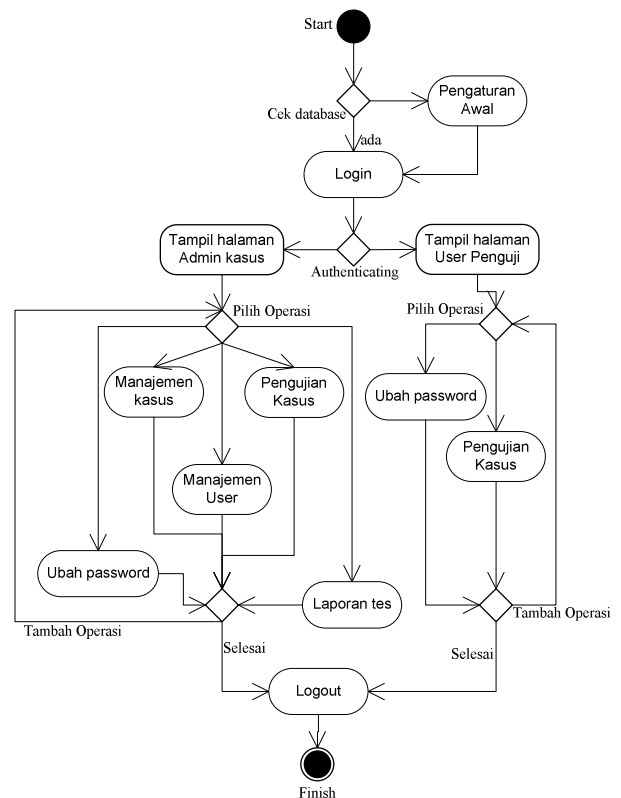 Start
Pengaturan
Awal
Cek database
ada
Login
Tampil halaman
Admin kasus
Tampil halaman
User Penguji
Authenticating
Pilih Operasi
Pilih Operasi
Manajemen
kasus
Pengujian
Kasus
Ubah password
Pengujian
Kasus
Manajemen
User
Ubah password
Laporan tes
Tambah Operasi
Tambah Operasi
Selesai
Selesai
Logout
Finish